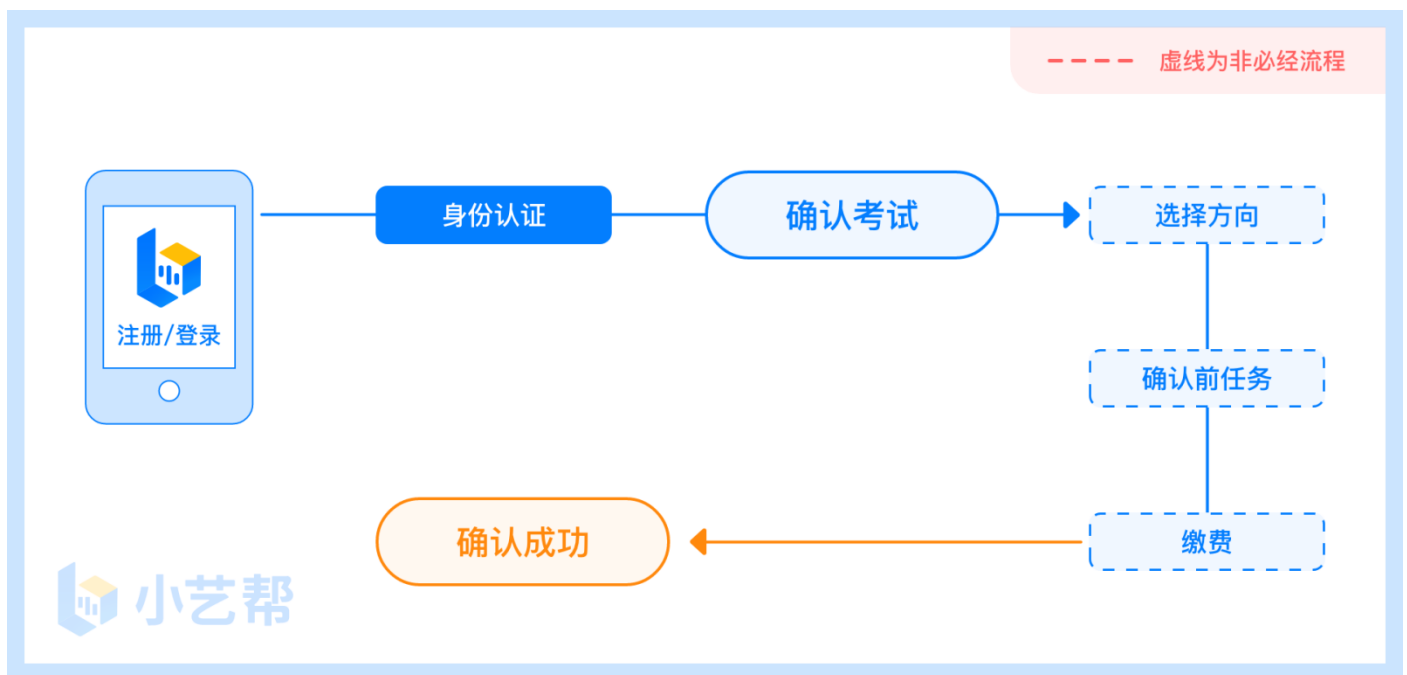 虚线为非必经流程
身份认证
确认考试
选择方向
注册/登录
确认前任务
缴费
确认成功
小艺帮